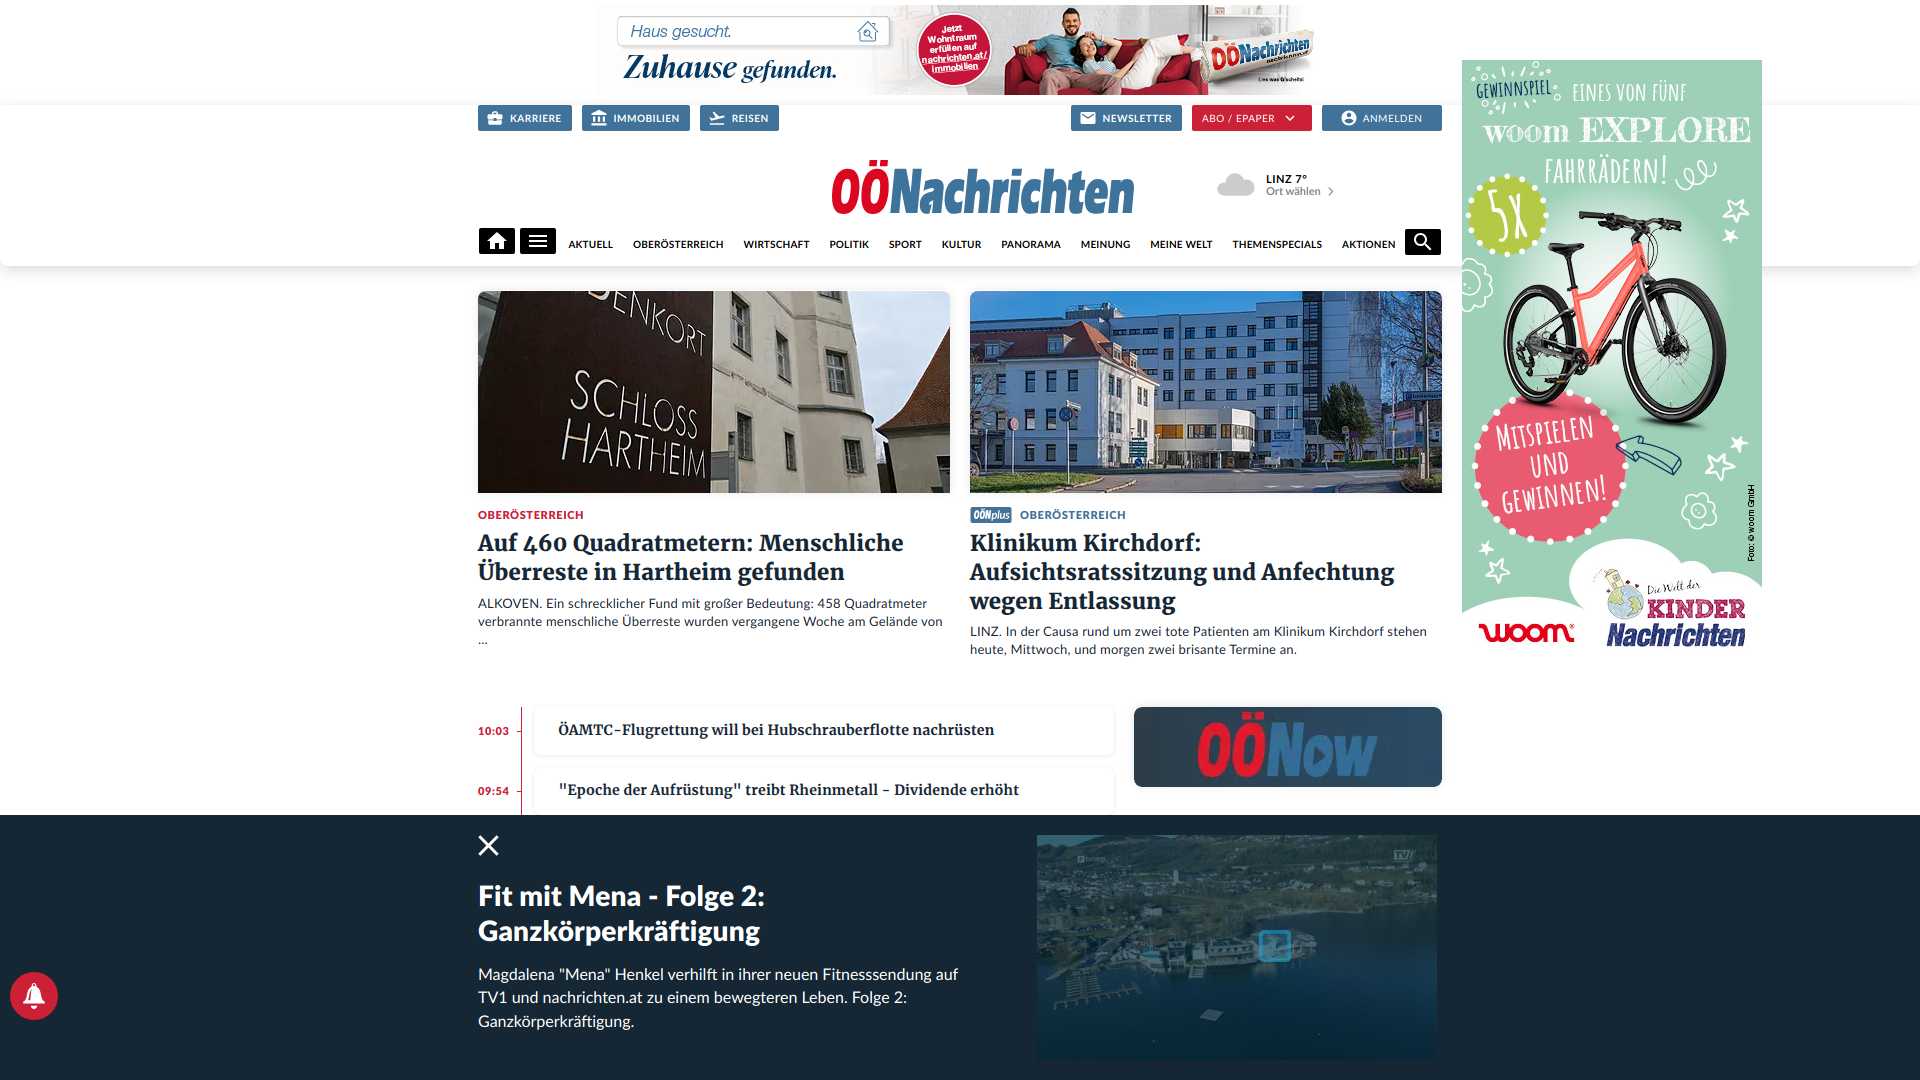 Haus gesucht.
Zuhause gefunden.
Jetzt
Wohntraum
erfüllen auf
nachrichten.at/
immobilien
OÖNachrichten
Lies was Gscheits!
KARRIERE
IMMOBILIEN
REISEN
NEWSLETTER
ABO / EPAPER
ANMELDEN
OÖNachrichten
LINZ 7°
Ort wählen
AKTUELL
OBERÖSTERREICH
WIRTSCHAFT
POLITIK
SPORT
KULTUR
PANORAMA
MEINUNG
MEINE WELT
THEMENSPECIALS
AKTIONEN
GEWINNSPIEL
EINES VON FÜNF
woom EXPLORE
FAHRRÄDERN!
5X
MITSPIELEN
UND
GEWINNEN!
Foto: © woom GmbH
Die Welt der
KINDER
Nachrichten
woom
ENKORT
SCHLOSS
HARTHEIM
OBERÖSTERREICH
Auf 460 Quadratmetern: Menschliche
Überreste in Hartheim gefunden
ALKOVEN. Ein schrecklicher Fund mit großer Bedeutung: 458 Quadratmeter
verbrannte menschliche Überreste wurden vergangene Woche am Gelände von
...
OÖNplus OBERÖSTERREICH
Klinikum Kirchdorf:
Aufsichtsratssitzung und Anfechtung
wegen Entlassung
LINZ. In der Causa rund um zwei tote Patienten am Klinikum Kirchdorf stehen
heute, Mittwoch, und morgen zwei brisante Termine an.
10:03
ÖAMTC-Flugrettung will bei Hubschrauberflotte nachrüsten
09:54
"Epoche der Aufrüstung" treibt Rheinmetall - Dividende erhöht
OÖNow
Fit mit Mena - Folge 2:
Ganzkörperkräftigung
Magdalena "Mena" Henkel verhilft in ihrer neuen Fitnesssendung auf
TV1 und nachrichten.at zu einem bewegteren Leben. Folge 2:
Ganzkörperkräftigung.
TV1